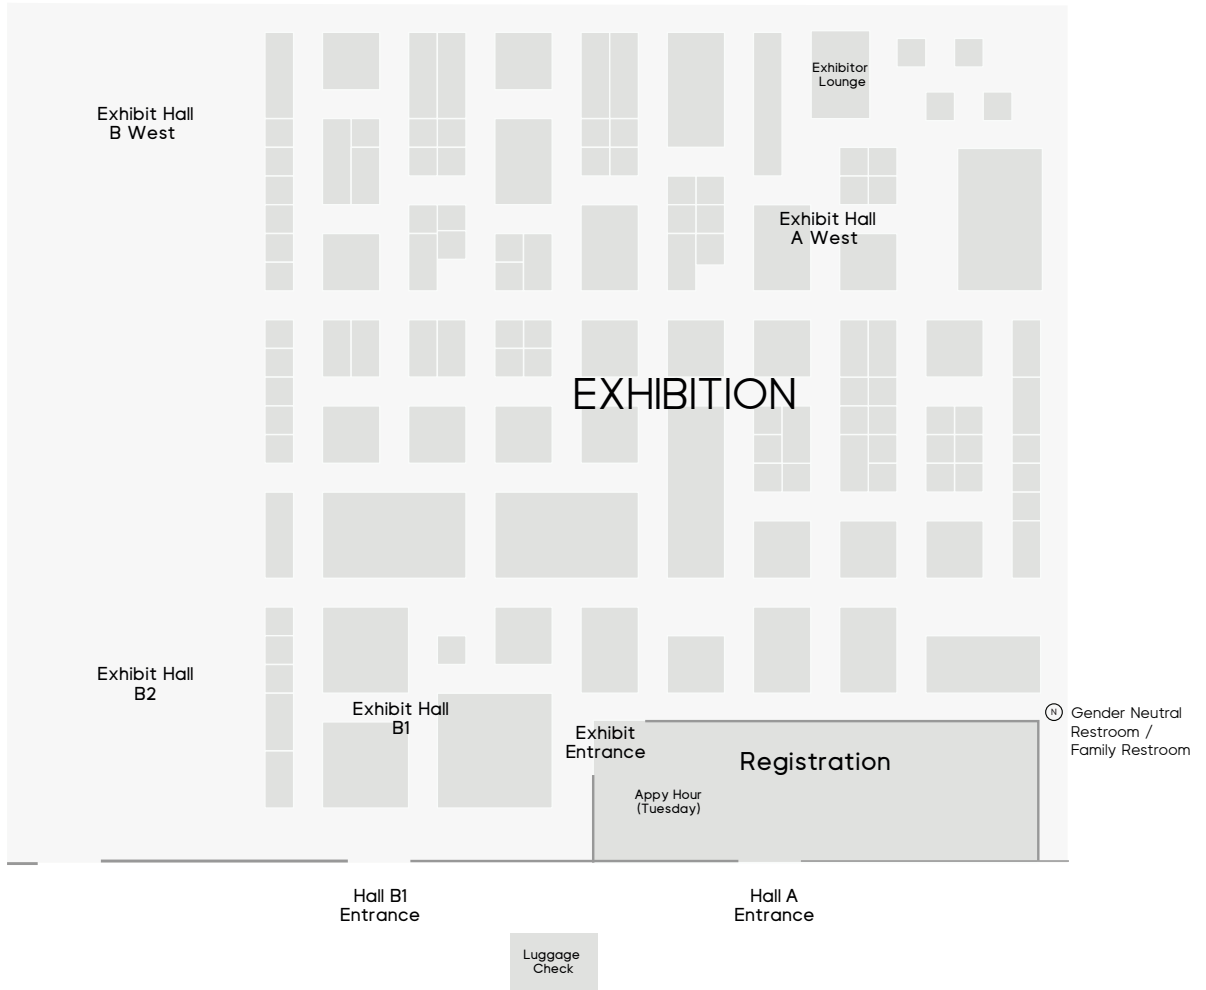 Exhibitor
Lounge
Exhibit Hall
B West
Exhibit Hall
A West
EXHIBITION
Exhibit Hall
B2
Exhibit Hall
B1
Exhibit
Entrance
Registration
N
Gender Neutral
Restroom /
Family Restroom
Appy Hour
(Tuesday)
Hall B1
Entrance
Hall A
Entrance
Luggage
Check